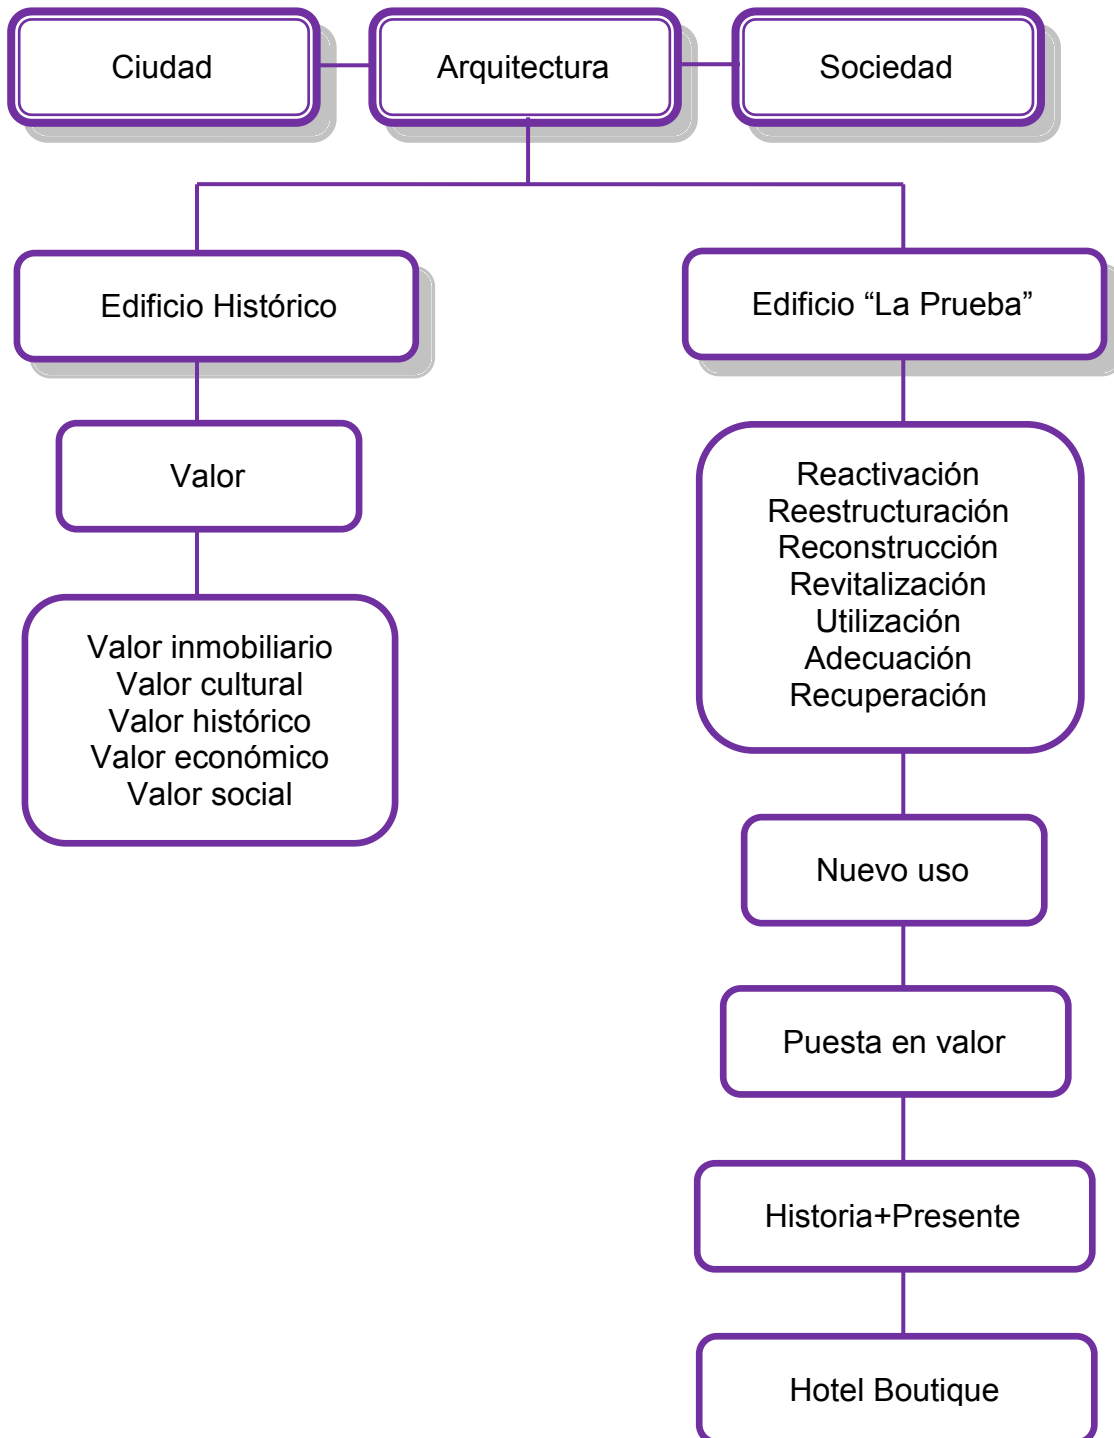 Ciudad
Arquitectura
Sociedad
Edificio Histórico
Edificio “La Prueba”
Valor
Valor inmobiliario
Valor cultural
Valor histórico
Valor económico
Valor social
Reactivación
Reestructuración
Reconstrucción
Revitalización
Utilización
Adecuación
Recuperación
Nuevo uso
Puesta en valor
Historia+Presente
Hotel Boutique